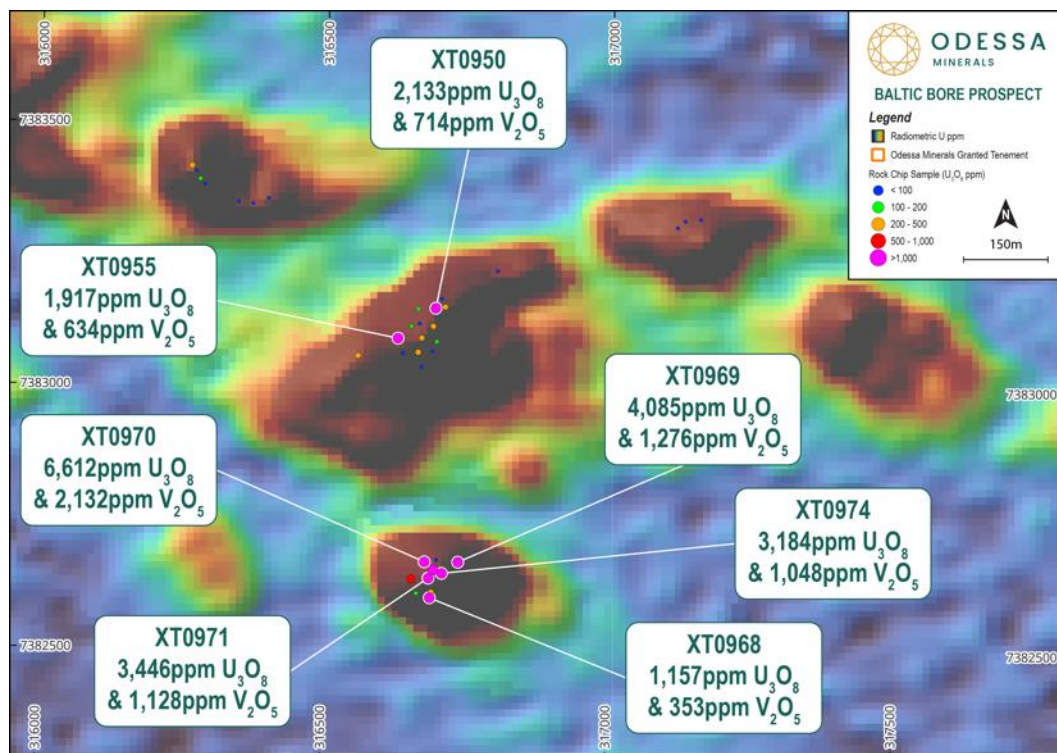 316000
316500
317000
7383500
XT0950
2,133ppm U₃O₈
& 714ppm V₂O₅
ODESSA
MINERALS
BALTIC BORE PROSPECT
Legend
Radiometric U ppm
Odessa Minerals Granted Tenement
Rock Chip Sample (U₃O₈ ppm)
< 100
100 - 200
200 - 500
500 - 1,000
>1,000
N
150m
XT0955
1,917ppm U₃O₈
& 634ppm V₂O₅
7383000
7383000
XT0969
4,085ppm U₃O₈
& 1,276ppm V₂O₅
XT0970
6,612ppm U₃O₈
& 2,132ppm V₂O₅
XT0974
3,184ppm U₃O₈
& 1,048ppm V₂O₅
XT0971
3,446ppm U₃O₈
& 1,128ppm V₂O₅
XT0968
1,157ppm U₃O₈
& 353ppm V₂O₅
7382500
7382500
316000
316500
317000
317500